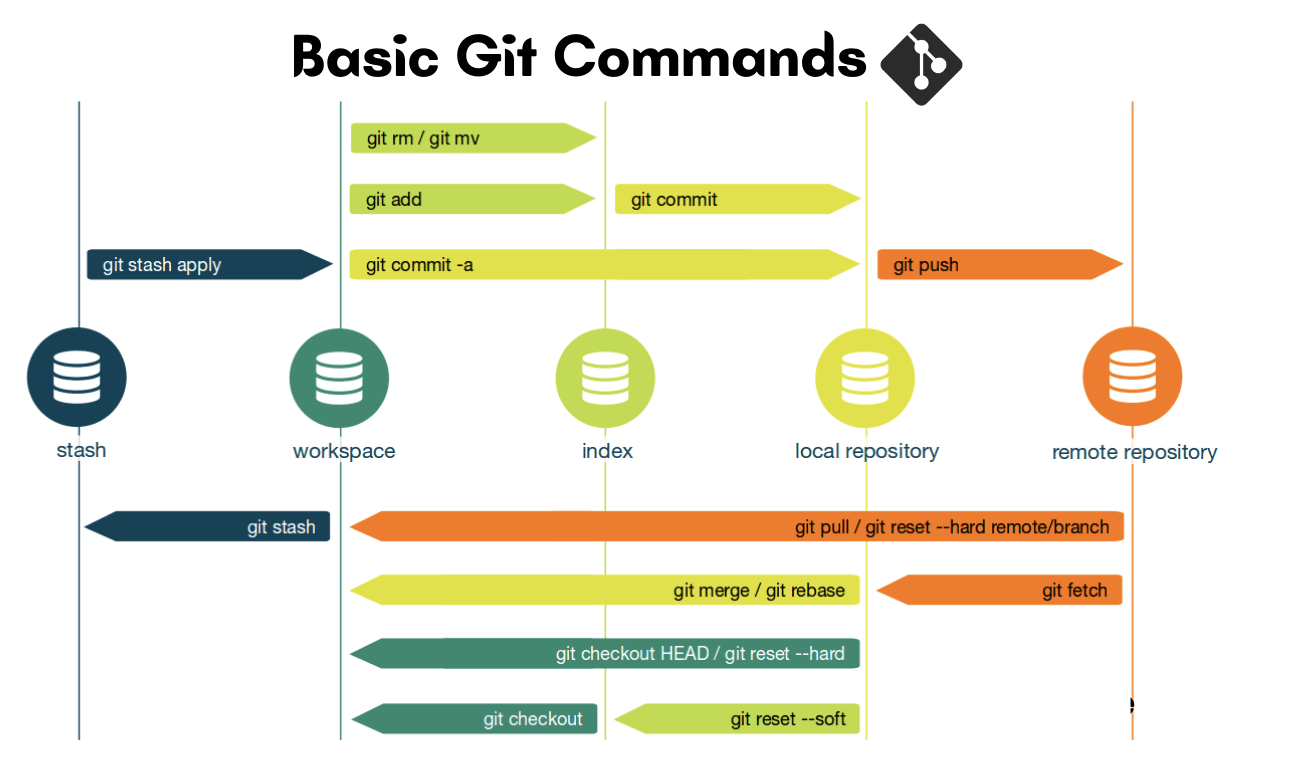 Basic Git Commands
git rm / git mv
git add
git commit
git stash apply
git commit -a
git push
stash
workspace
index
local repository
remote repository
git stash
git pull / git reset --hard remote/branch
git merge / git rebase
git fetch
git checkout HEAD / git reset --hard
git checkout
git reset --soft